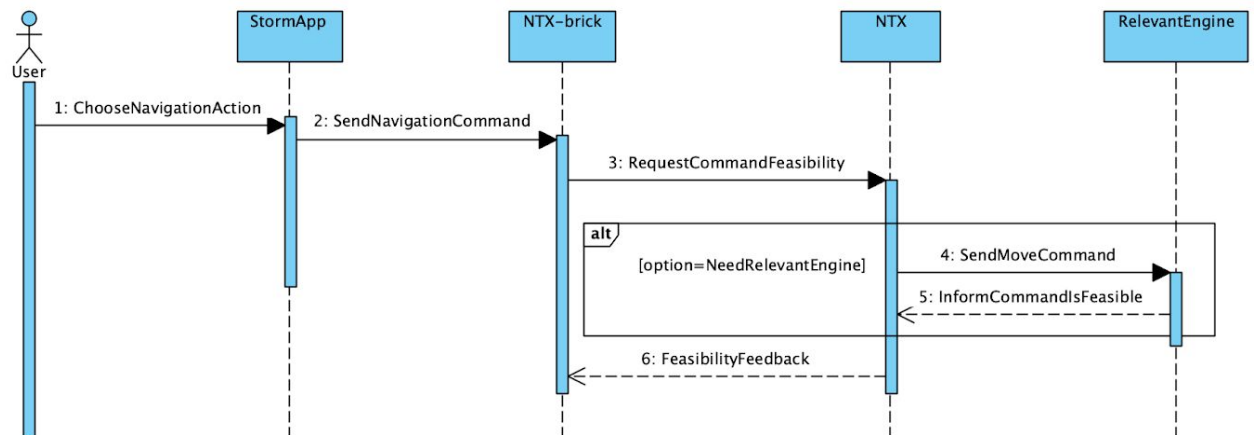 StormApp
NTX-brick
NTX
RelevantEngine
User
1: ChooseNavigationAction
2: SendNavigationCommand
3: RequestCommandFeasibility
alt
[option=NeedRelevantEngine]
4: SendMoveCommand
5: InformCommandIsFeasible
6: FeasibilityFeedback